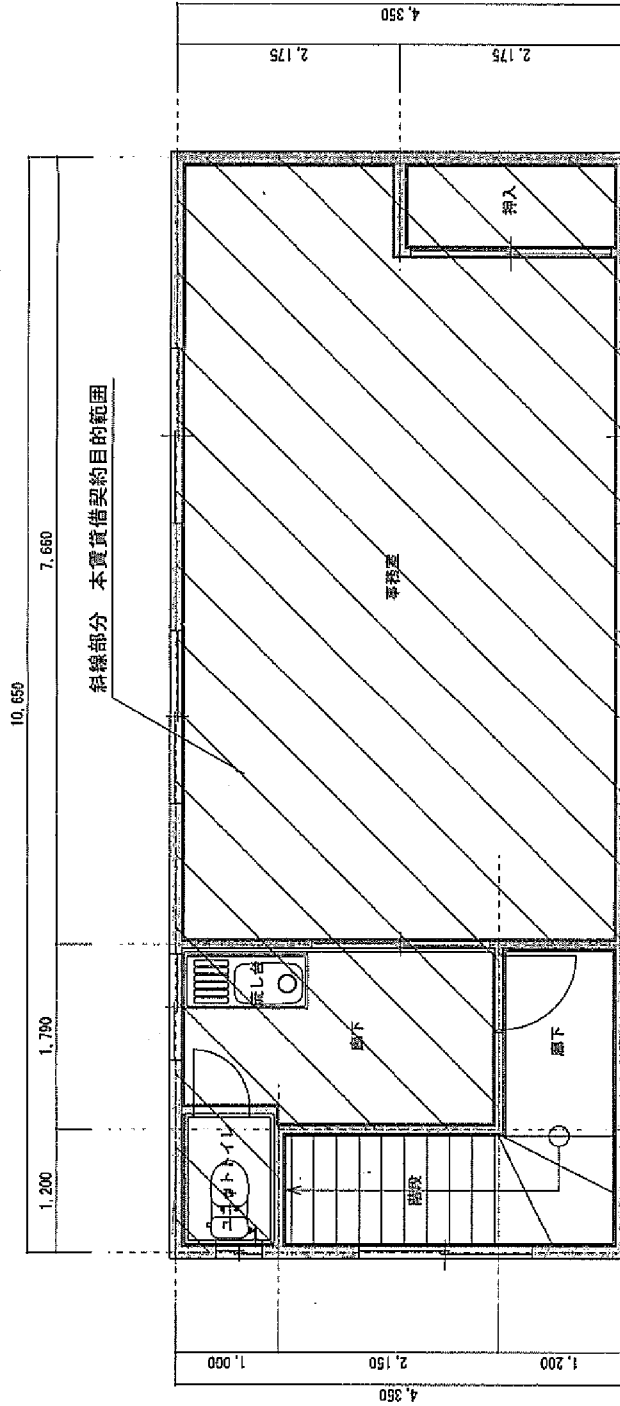 10,650
7,660
1,790
1,200
斜線部分 本賃貸借契約目的範囲
4,350
2,175
2,175
押入
事務室
流し台
廊下
廊下
ユニットトイレ
階段
1,000
2,150
1,200
4,350